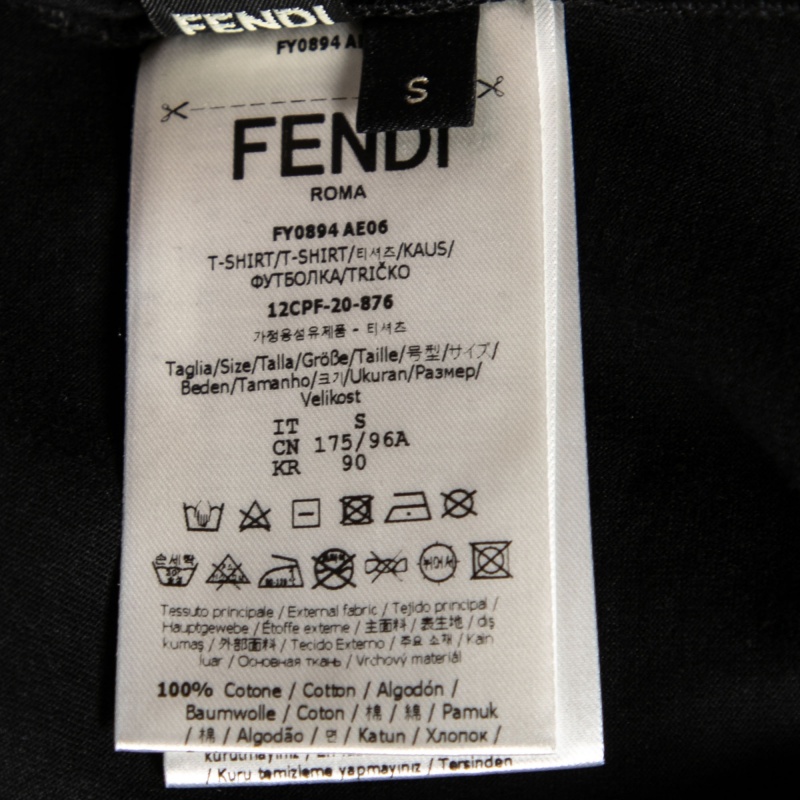 FENDI
FY0894 AE
S
FENDI
ROMA
FY0894 AE06
T-SHIRT/T-SHIRT/티셔츠/KAUS/
ФУТБОЛКА/TRIČKO
12CPF-20-876
가정용섬유제품 - 티셔츠
Taglia/Size/Talla/Größe/Taille/号型/サイズ/
Beden/Tamanho/크기/Ukuran/Размер/
Velikost
IT S
CN 175/96A
KR 90
손세탁
Tessuto principale / External fabric / Tejido principal /
Hauptgewebe / Étoffe externe / 主面料 / 表生地 / dış
kumaş / 外部面料 / Tecido Externo / 주요 소재 / Kain
luar / Основная ткань / Vrchový materiál
100% Cotone / Cotton / Algodón /
Baumwolle / Coton / 棉 / 綿 / Pamuk
/ 棉 / Algodão / 면 / Katun / Хлопок /
/ Kuru temizleme yapmayınız / Tersinden